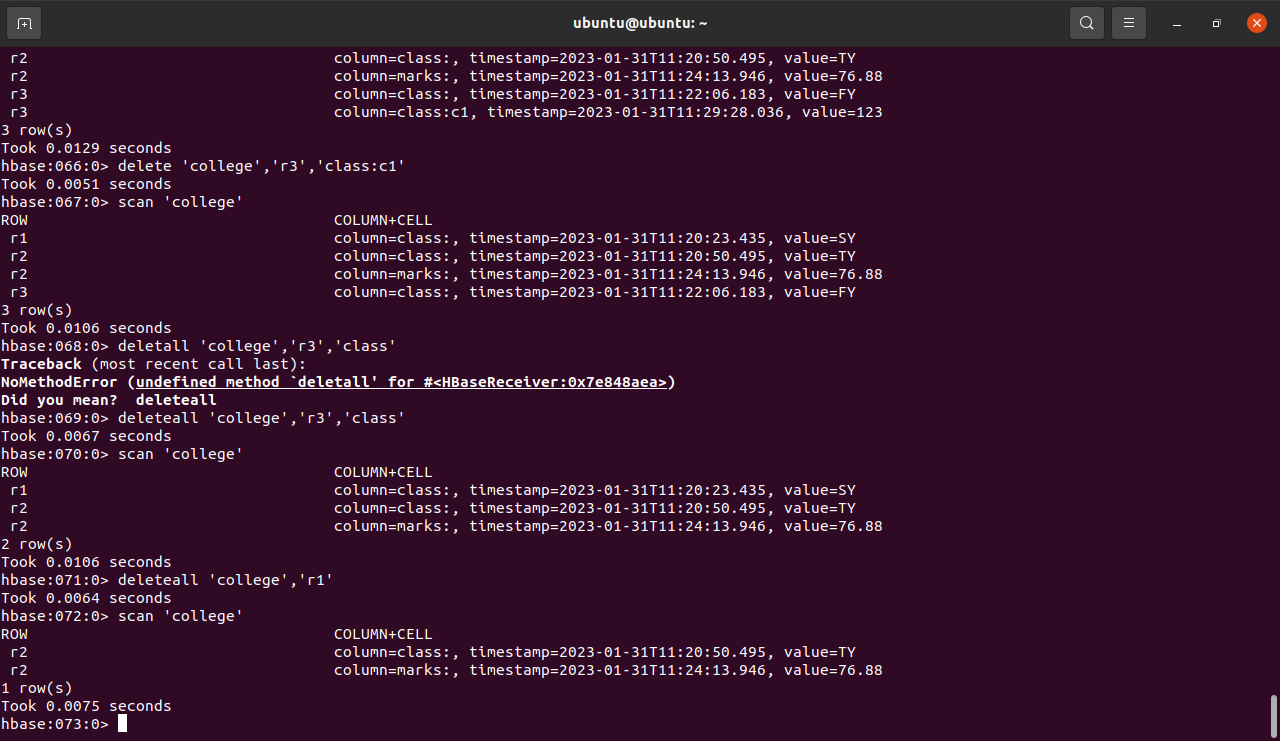 ubuntu@ubuntu: ~
r2 column=class:, timestamp=2023-01-31T11:20:50.495, value=TY
r2 column=marks:, timestamp=2023-01-31T11:24:13.946, value=76.88
r3 column=class:, timestamp=2023-01-31T11:22:06.183, value=FY
r3 column=class:c1, timestamp=2023-01-31T11:29:28.036, value=123
3 row(s)
Took 0.0129 seconds
hbase:066:0> delete 'college','r3','class:c1'
Took 0.0051 seconds
hbase:067:0> scan 'college'
ROW COLUMN+CELL
r1 column=class:, timestamp=2023-01-31T11:20:23.435, value=SY
r2 column=class:, timestamp=2023-01-31T11:20:50.495, value=TY
r2 column=marks:, timestamp=2023-01-31T11:24:13.946, value=76.88
r3 column=class:, timestamp=2023-01-31T11:22:06.183, value=FY
3 row(s)
Took 0.0106 seconds
hbase:068:0> deletall 'college','r3','class'
Traceback (most recent call last):
NoMethodError (undefined method `deletall' for #<HBaseReceiver:0x7e848aea>)
Did you mean?  deleteall
hbase:069:0> deleteall 'college','r3','class'
Took 0.0067 seconds
hbase:070:0> scan 'college'
ROW COLUMN+CELL
r1 column=class:, timestamp=2023-01-31T11:20:23.435, value=SY
r2 column=class:, timestamp=2023-01-31T11:20:50.495, value=TY
r2 column=marks:, timestamp=2023-01-31T11:24:13.946, value=76.88
2 row(s)
Took 0.0106 seconds
hbase:071:0> deleteall 'college','r1'
Took 0.0064 seconds
hbase:072:0> scan 'college'
ROW COLUMN+CELL
r2 column=class:, timestamp=2023-01-31T11:20:50.495, value=TY
r2 column=marks:, timestamp=2023-01-31T11:24:13.946, value=76.88
1 row(s)
Took 0.0075 seconds
hbase:073:0>